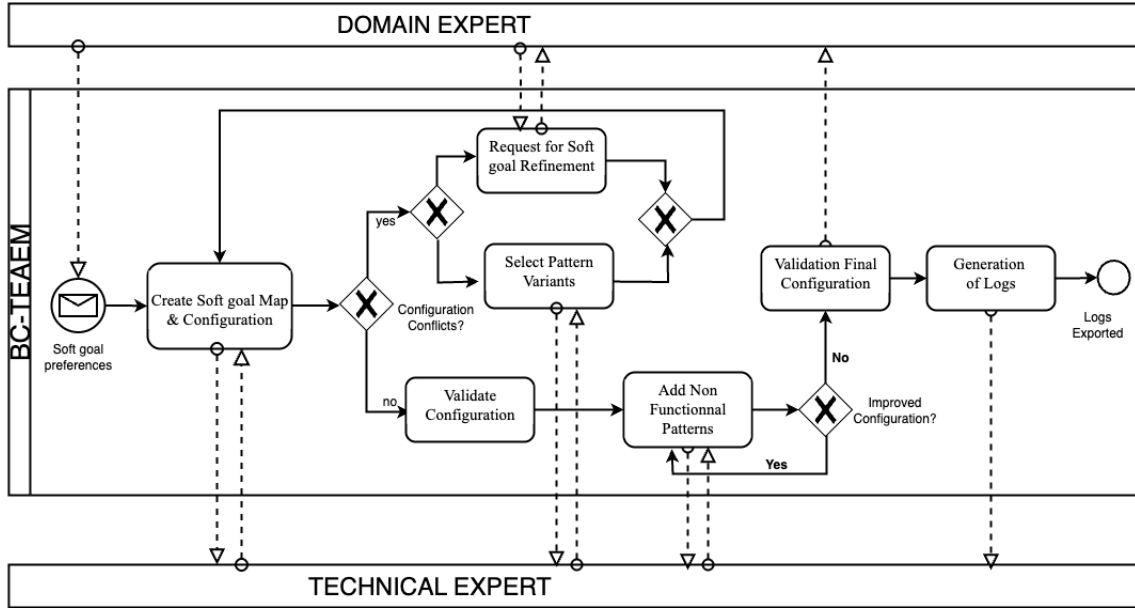 DOMAIN EXPERT
BC-TEAEM
Request for Soft
goal Refinement
yes
Select Pattern
Variants
Validation Final
Configuration
Generation
of Logs
Create Soft goal Map
& Configuration
Configuration
Conflicts?
Soft goal
preferences
Logs
Exported
no
Validate
Configuration
Add Non
Functionnal
Patterns
No
Improved
Configuration?
Yes
TECHNICAL EXPERT